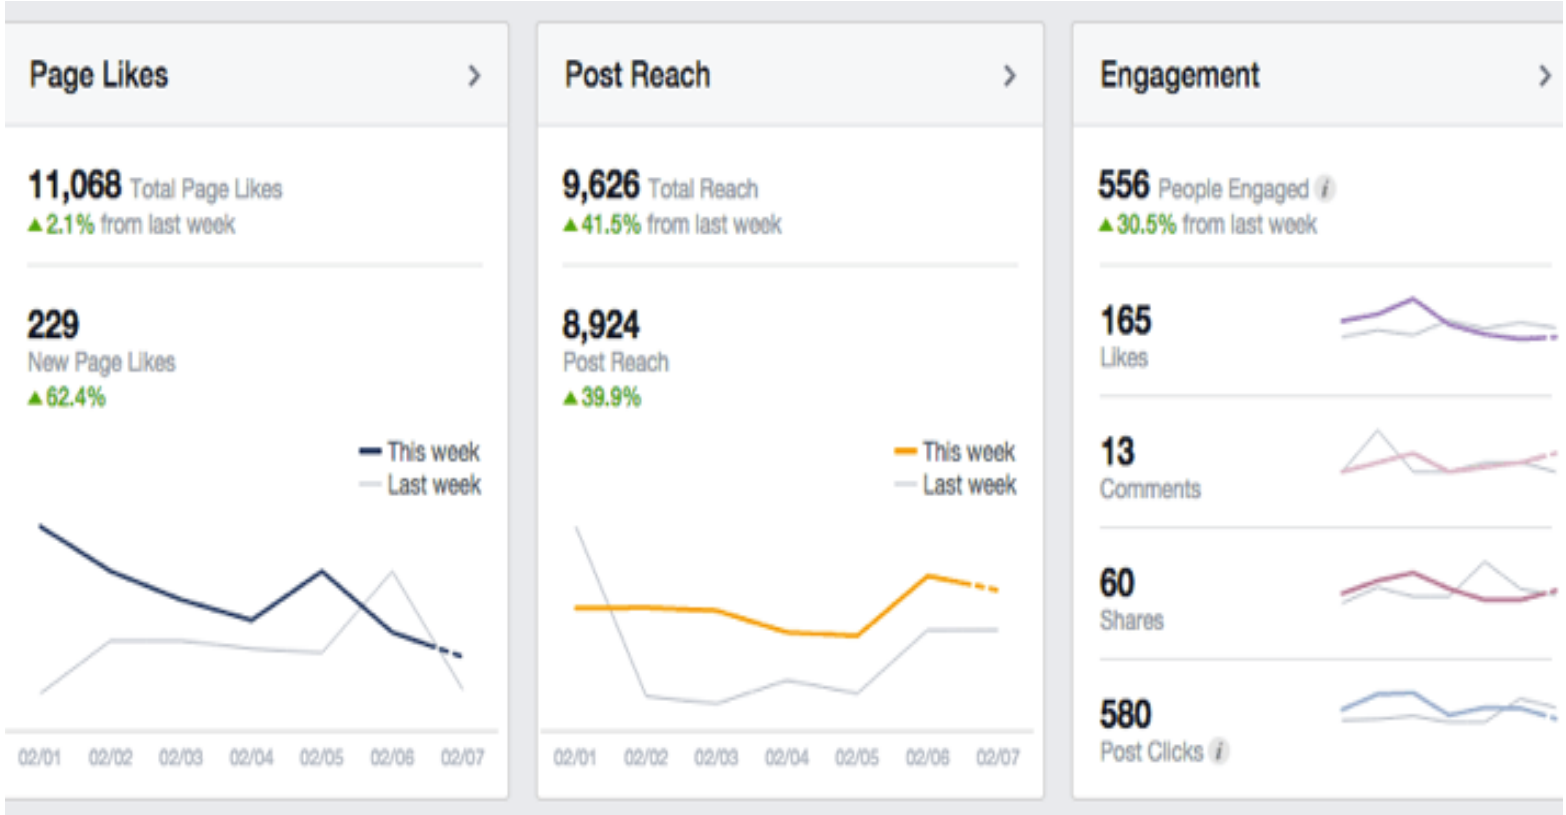 Page Likes
11,068 Total Page Likes
▲2.1% from last week
229
New Page Likes
▲62.4%
This week
Last week
02/01 02/02 02/03 02/04 02/05 02/06 02/07
Post Reach
9,626 Total Reach
▲41.5% from last week
8,924
Post Reach
▲39.9%
This week
Last week
02/01 02/02 02/03 02/04 02/05 02/06 02/07
Engagement
556 People Engaged i
▲30.5% from last week
165
Likes
13
Comments
60
Shares
580
Post Clicks i